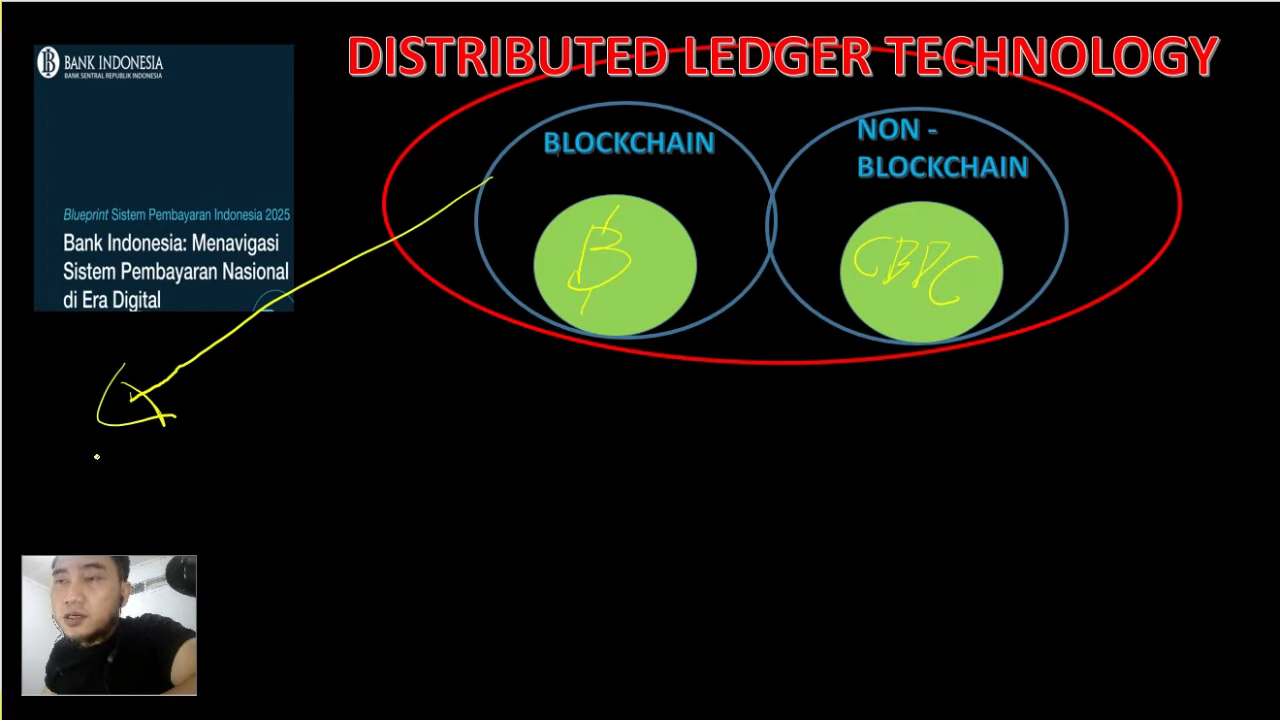 BANK INDONESIA
BANK SENTRAL REPUBLIK INDONESIA
Blueprint Sistem Pembayaran Indonesia 2025
Bank Indonesia: Menavigasi
Sistem Pembayaran Nasional
di Era Digital
DISTRIBUTED LEDGER TECHNOLOGY
BLOCKCHAIN
B
NON -
BLOCKCHAIN
CBDC